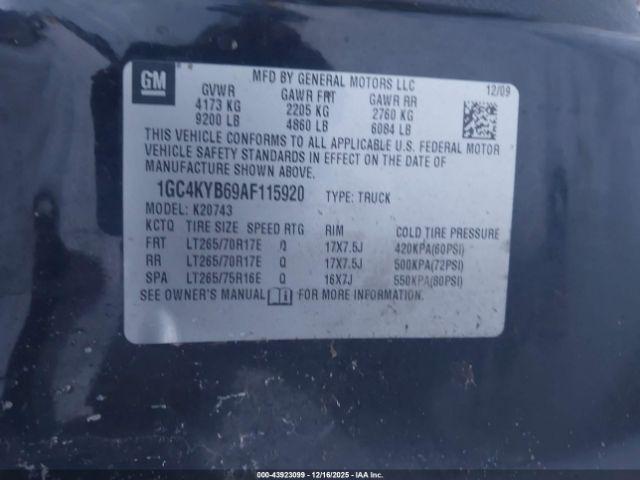 GM
MFD BY GENERAL MOTORS LLC
12/09
GVWR GAWR FRT GAWR RR
4173 KG 2205 KG 2760 KG
9200 LB 4860 LB 6084 LB
THIS VEHICLE CONFORMS TO ALL APPLICABLE U.S. FEDERAL MOTOR
VEHICLE SAFETY STANDARDS IN EFFECT ON THE DATE OF
MANUFACTURE SHOWN ABOVE.
1GC4KYB69AF115920 TYPE: TRUCK
MODEL: K20743
KCTQ TIRE SIZE SPEED RTG RIM COLD TIRE PRESSURE
FRT LT265/70R17E Q 17X7.5J 420KPA(60PSI)
RR LT265/70R17E Q 17X7.5J 500KPA(72PSI)
SPA LT265/75R16E Q 16X7J 550KPA(80PSI)
SEE OWNER'S MANUAL FOR MORE INFORMATION.
000-43923099 - 12/16/2025 - IAA Inc.